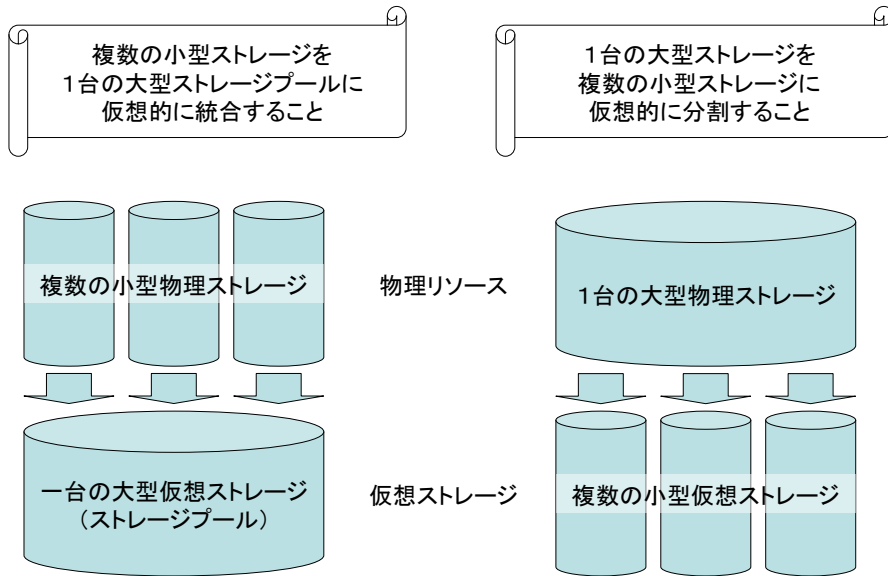 複数の小型ストレージを
1台の大型ストレージプールに
仮想的に統合すること
1台の大型ストレージを
複数の小型ストレージに
仮想的に分割すること
複数の小型物理ストレージ
物理リソース
1台の大型物理ストレージ
一台の大型仮想ストレージ
（ストレージプール）
仮想ストレージ
複数の小型仮想ストレージ